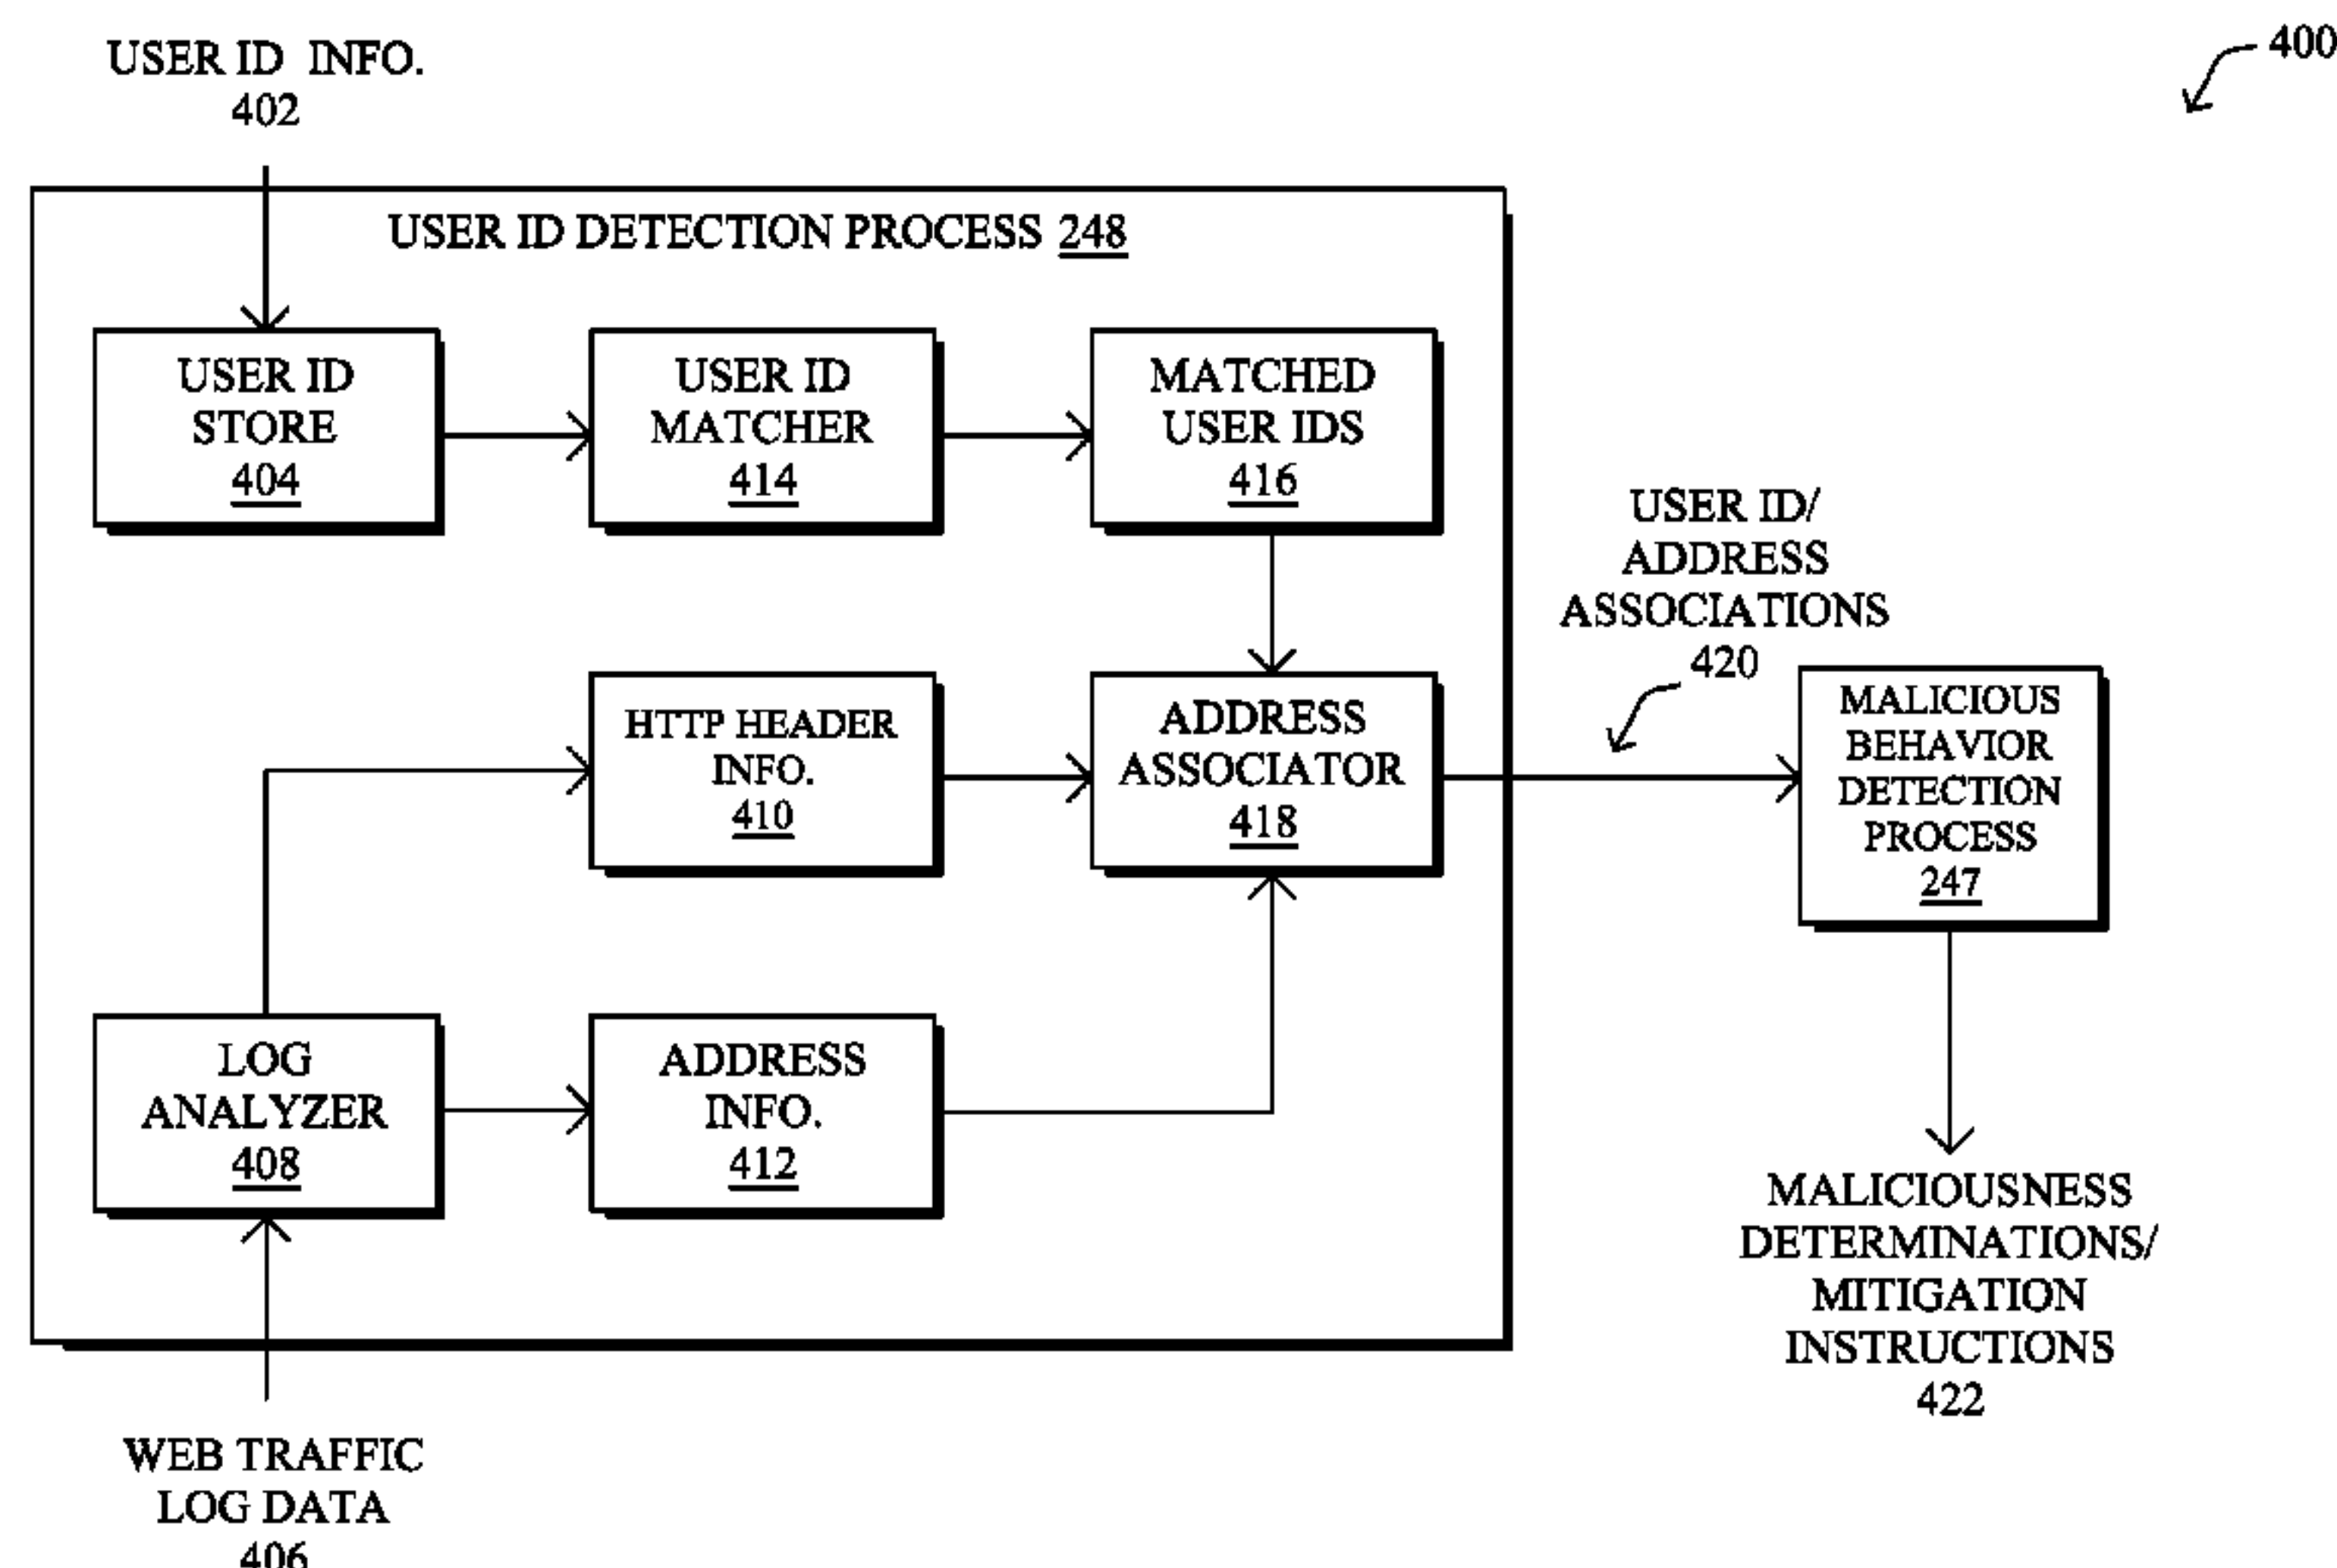 400
USER ID INFO.
402
USER ID DETECTION PROCESS 248
USER ID
STORE
404
USER ID
MATCHER
414
MATCHED
USER IDS
416
USER ID/
ADDRESS
ASSOCIATIONS
420
HTTP HEADER
INFO.
410
ADDRESS
ASSOCIATOR
418
MALICIOUS
BEHAVIOR
DETECTION
PROCESS
247
LOG
ANALYZER
408
ADDRESS
INFO.
412
MALICIOUSNESS
DETERMINATIONS/
MITIGATION
INSTRUCTIONS
422
WEB TRAFFIC
LOG DATA
406